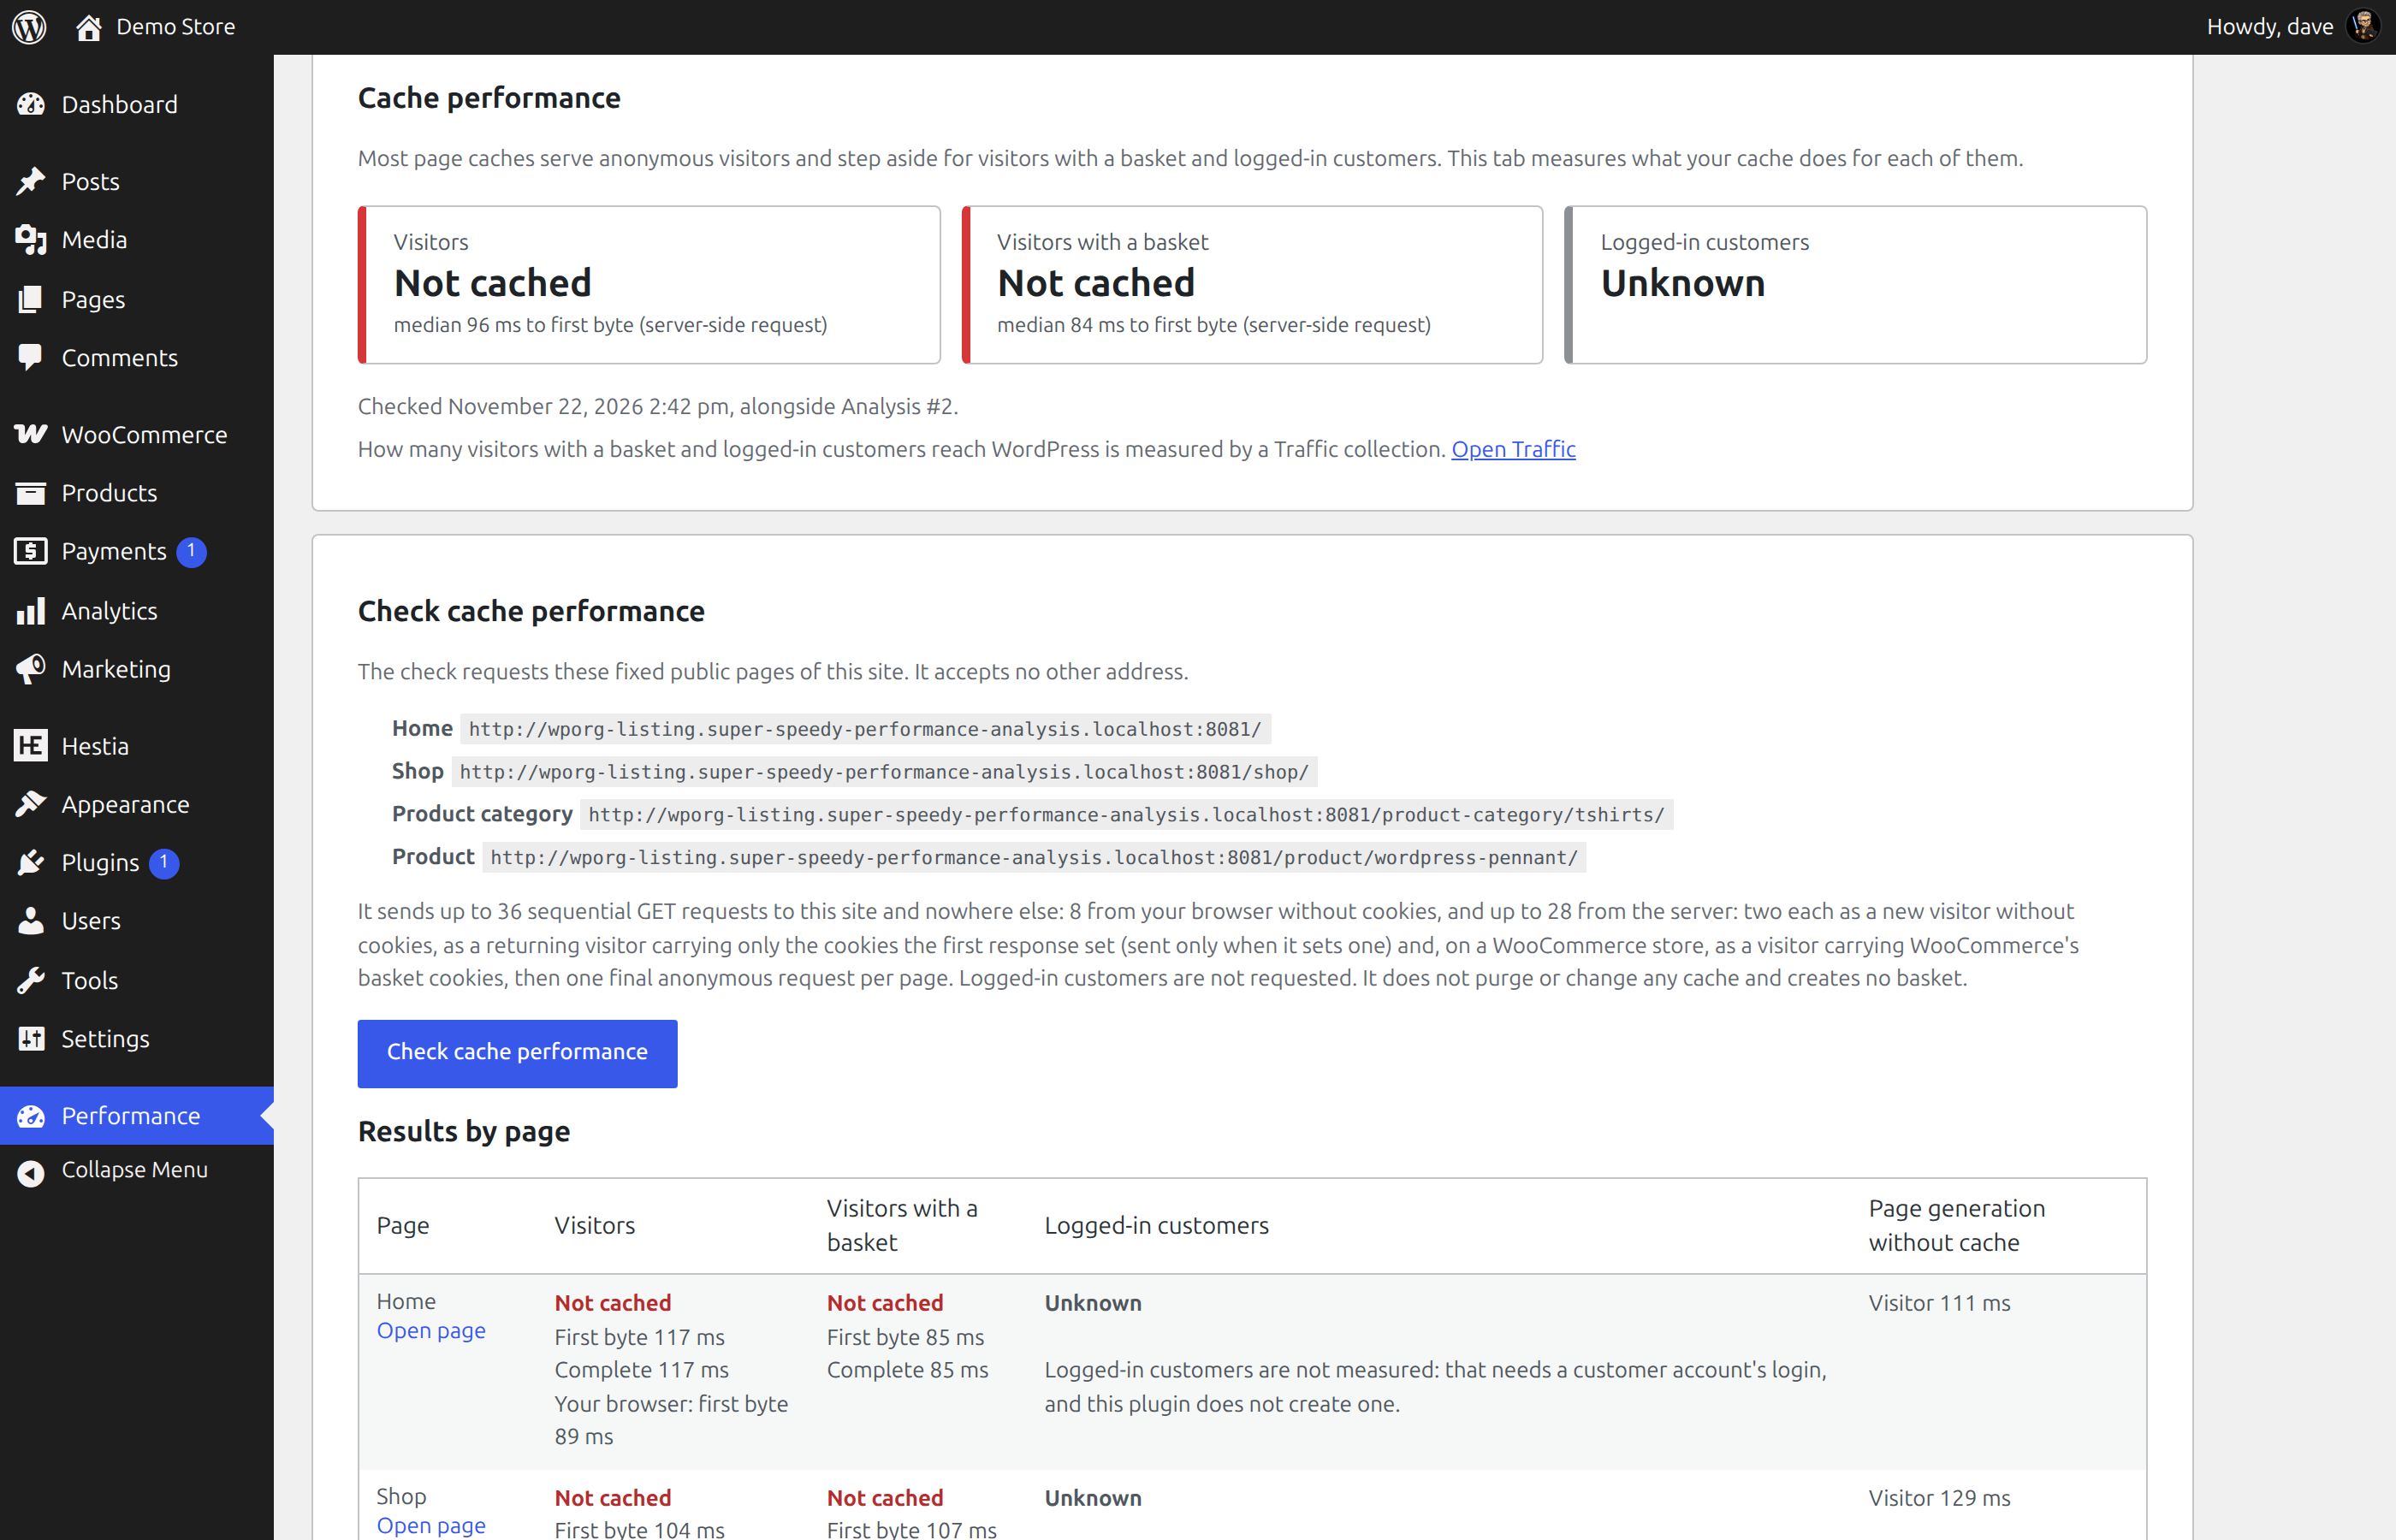 Demo Store
Howdy, dave
Dashboard
Posts
Media
Pages
Comments
WooCommerce
Products
Payments 1
Analytics
Marketing
Hestia
Appearance
Plugins 1
Users
Tools
Settings
Performance
Collapse Menu
Cache performance
Most page caches serve anonymous visitors and step aside for visitors with a basket and logged-in customers. This tab measures what your cache does for each of them.
Visitors
Not cached
median 96 ms to first byte (server-side request)
Visitors with a basket
Not cached
median 84 ms to first byte (server-side request)
Logged-in customers
Unknown
Checked November 22, 2026 2:42 pm, alongside Analysis #2.
How many visitors with a basket and logged-in customers reach WordPress is measured by a Traffic collection. Open Traffic
Check cache performance
The check requests these fixed public pages of this site. It accepts no other address.
Home http://wporg-listing.super-speedy-performance-analysis.localhost:8081/
Shop http://wporg-listing.super-speedy-performance-analysis.localhost:8081/shop/
Product category http://wporg-listing.super-speedy-performance-analysis.localhost:8081/product-category/tshirts/
Product http://wporg-listing.super-speedy-performance-analysis.localhost:8081/product/wordpress-pennant/
It sends up to 36 sequential GET requests to this site and nowhere else: 8 from your browser without cookies, and up to 28 from the server: two each as a new visitor without
cookies, as a returning visitor carrying only the cookies the first response set (sent only when it sets one) and, on a WooCommerce store, as a visitor carrying WooCommerce's
basket cookies, then one final anonymous request per page. Logged-in customers are not requested. It does not purge or change any cache and creates no basket.
Check cache performance
Results by page
Page
Visitors
Visitors with a
basket
Logged-in customers
Page generation
without cache
Home
Open page
Not cached
First byte 117 ms
Complete 117 ms
Your browser: first byte
89 ms
Not cached
First byte 85 ms
Complete 85 ms
Unknown
Logged-in customers are not measured: that needs a customer account's login,
and this plugin does not create one.
Visitor 111 ms
Shop
Open page
Not cached
First byte 104 ms
Not cached
First byte 107 ms
Unknown
Visitor 129 ms